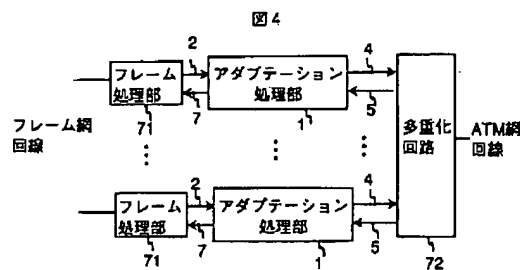 図4
2
フレーム
処理部
71
7
アダプテーション
処理部
1
4
5
フレーム網
回線
多重化
回路
72
ATM網
回線
2
フレーム
処理部
71
7
アダプテーション
処理部
1
4
5